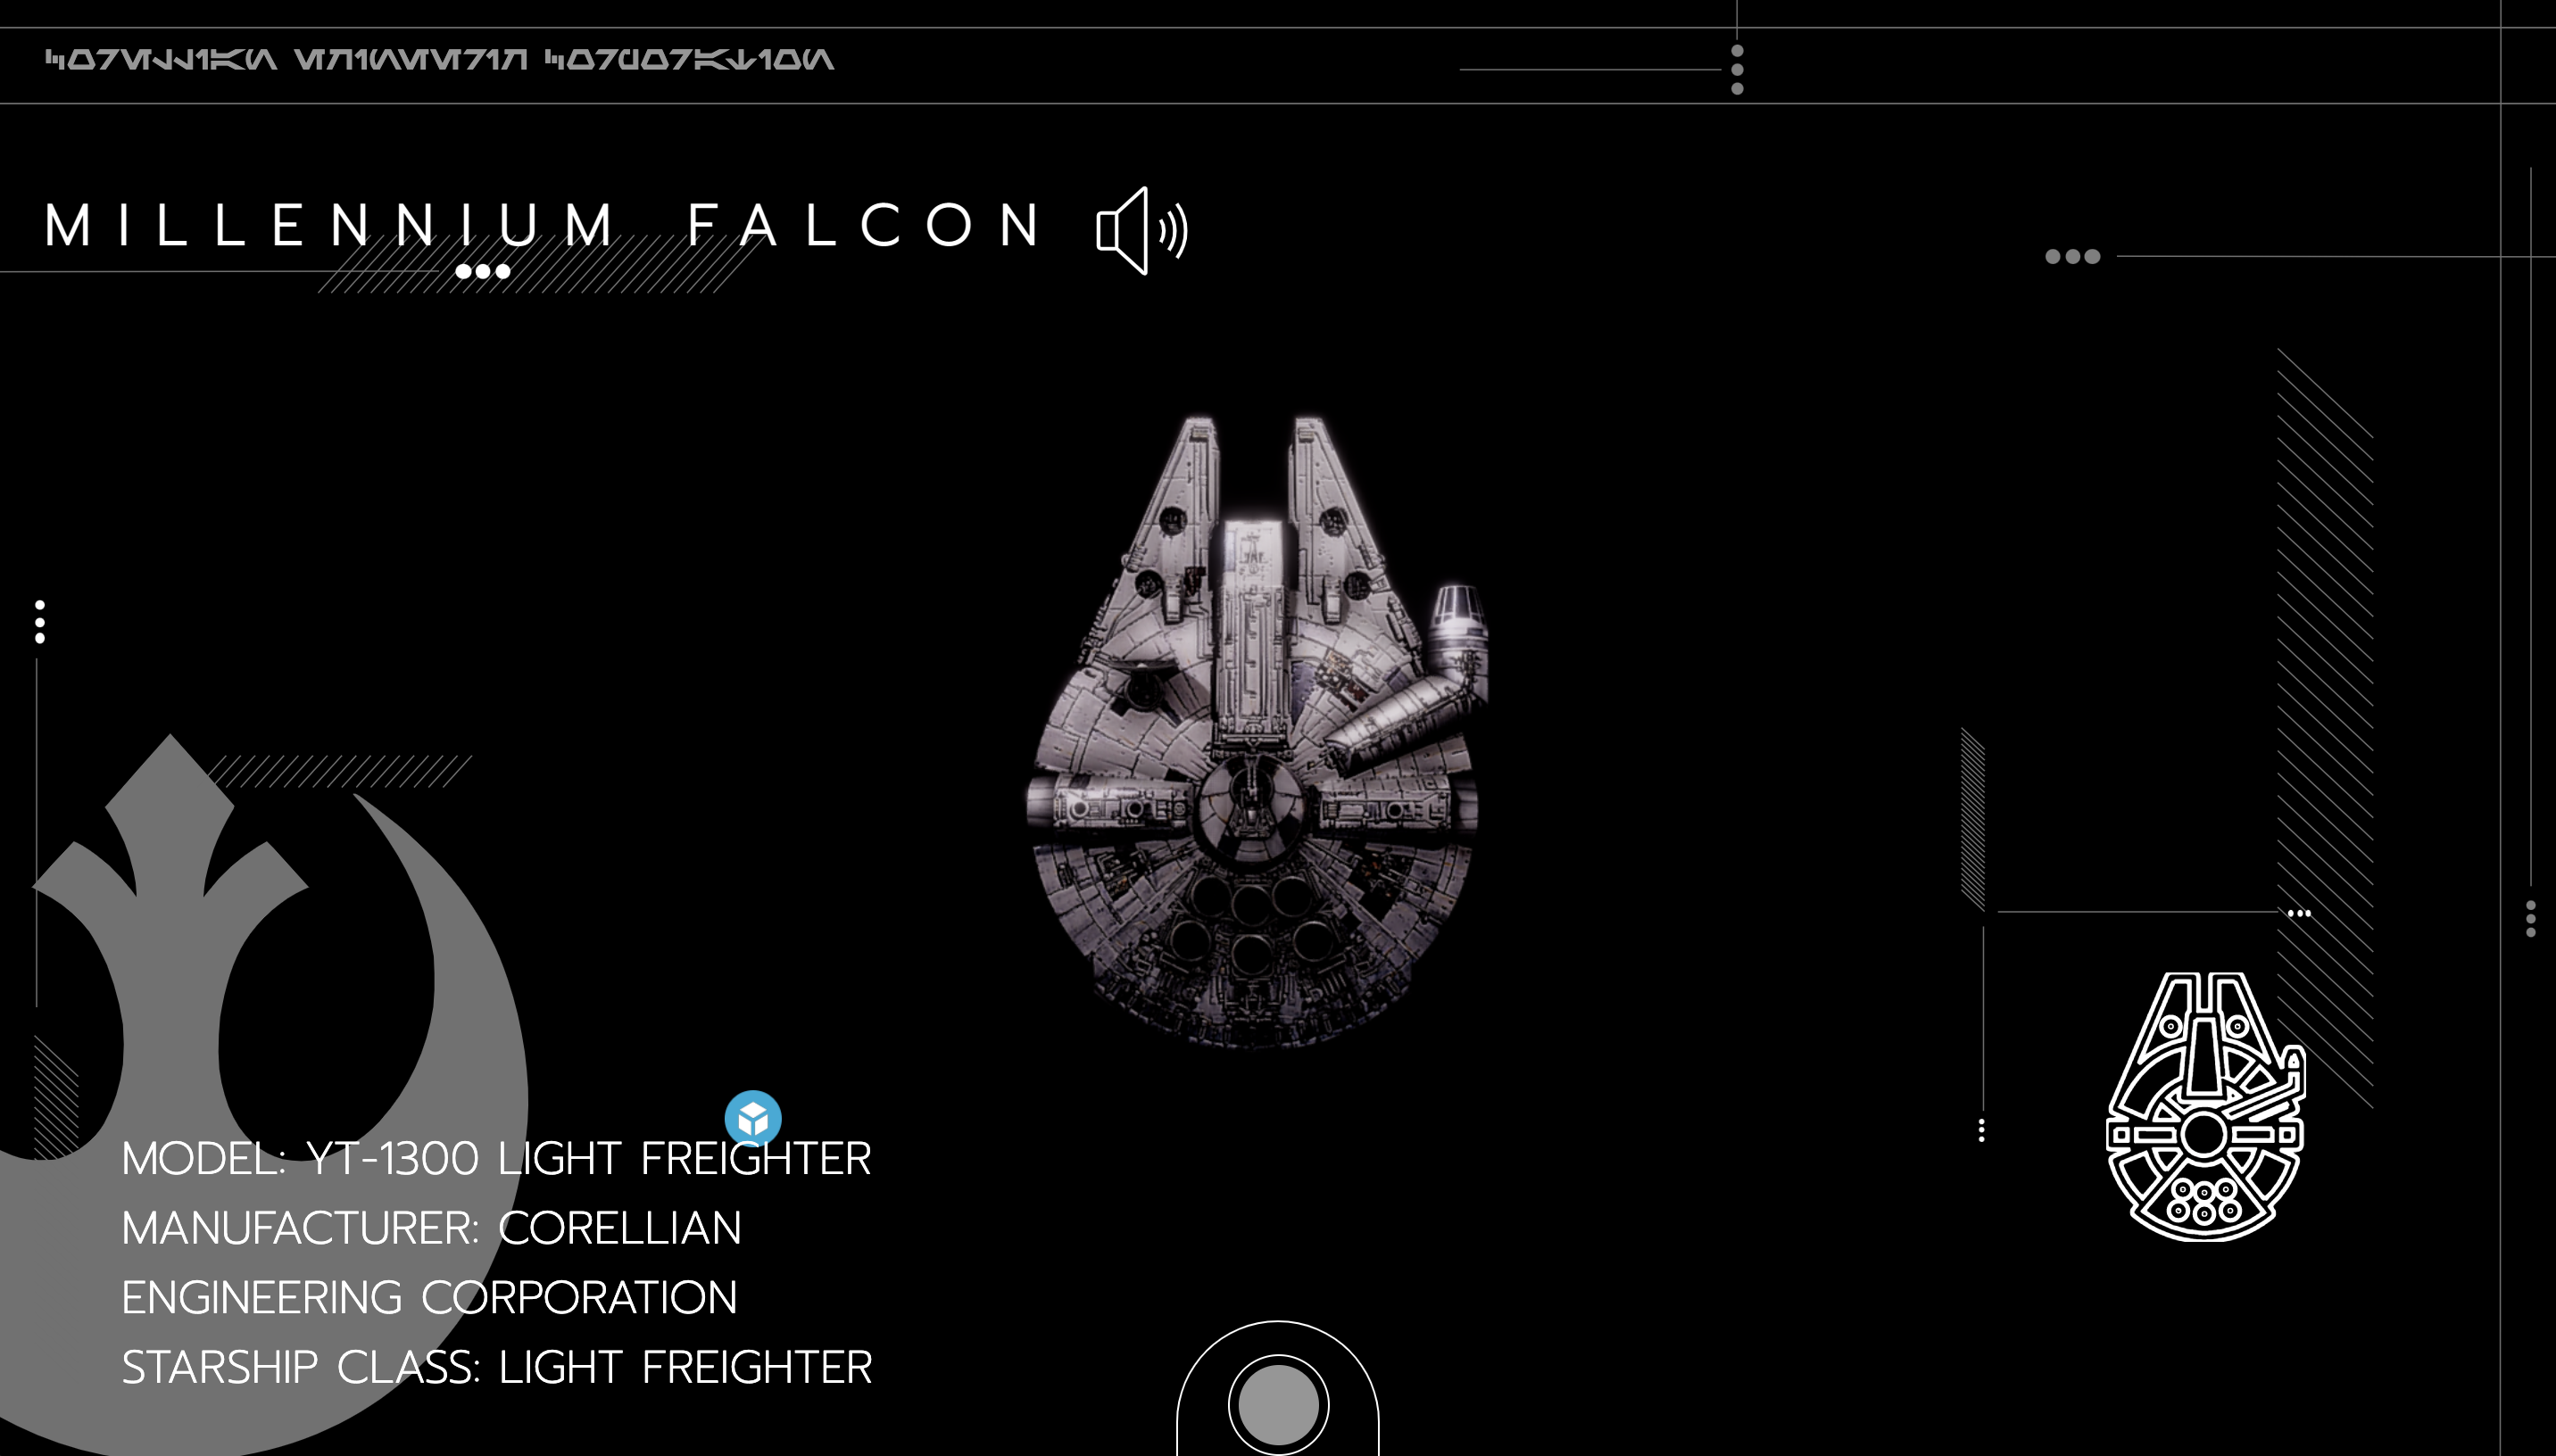 MILLENNIUM FALCON
MODEL: YT-1300 LIGHT FREIGHTER
MANUFACTURER: CORELLIAN
ENGINEERING CORPORATION
STARSHIP CLASS: LIGHT FREIGHTER